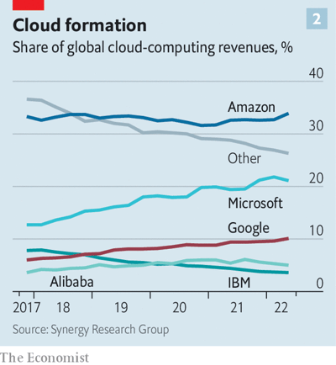 2
Cloud formation
Share of global cloud-computing revenues, %
40
Amazon
30
Other
20
Microsoft
Google
10
Alibaba
IBM
0
2017 18 19 20 21 22
Source: Synergy Research Group
The Economist